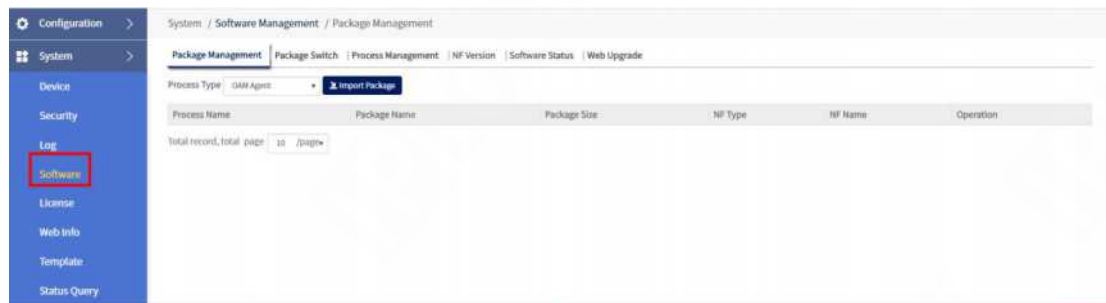 Configuration >
System >
Device
Security
Log
Software
License
Web Info
Template
Status Query
System / Software Management / Package Management
Package Management | Package Switch | Process Management | NF Version | Software Status | Web Upgrade
Process Type OAM Agent Import Package
Process Name Package Name Package Size NF Type NF Name Operation
Total record, total page 10 /page